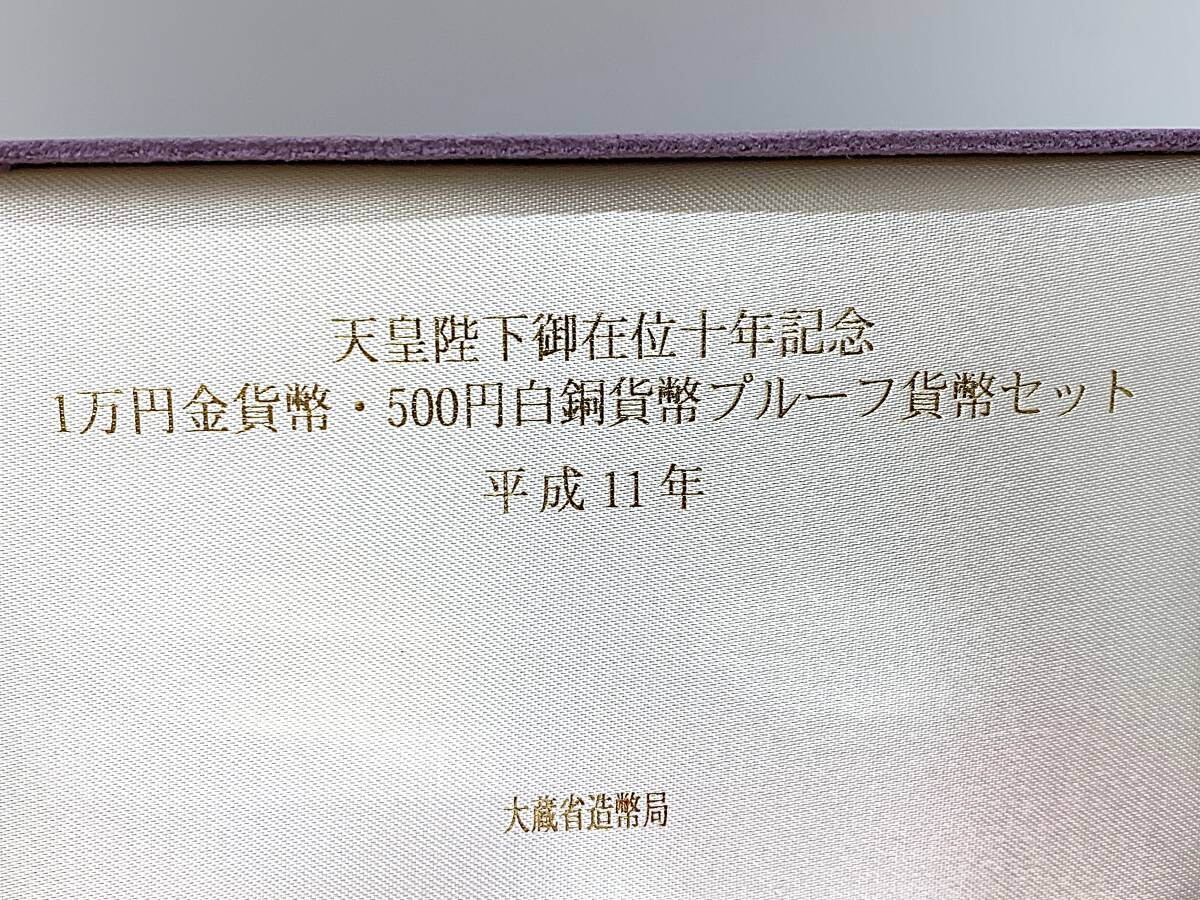 天皇陛下御在位十年記念
1万円金貨幣・500円白銅貨幣プルーフ貨幣セット
平成11年
大蔵省造幣局